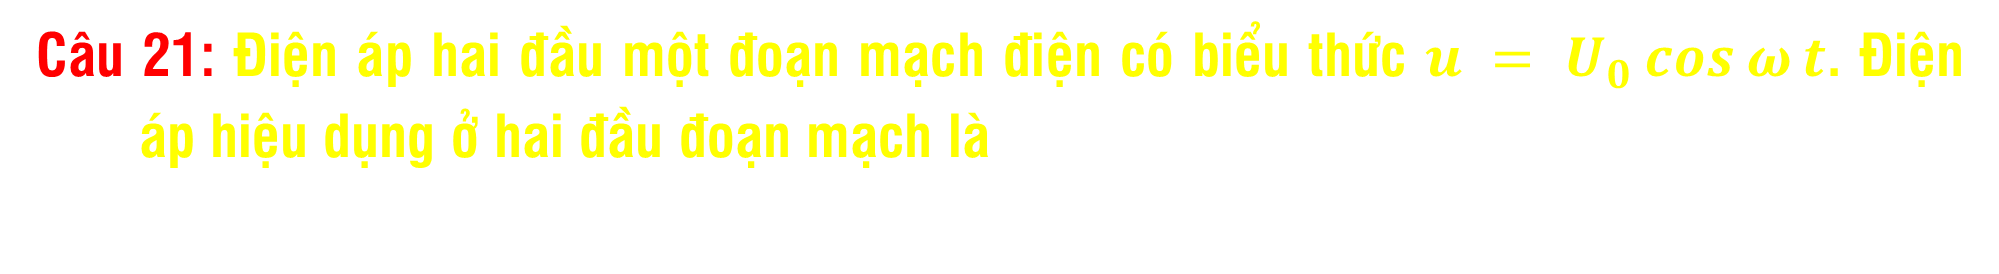 Câu 21: Điện áp hai đầu một đoạn mạch điện có biểu thức u = U₀ cos ω t. Điện
áp hiệu dụng ở hai đầu đoạn mạch là